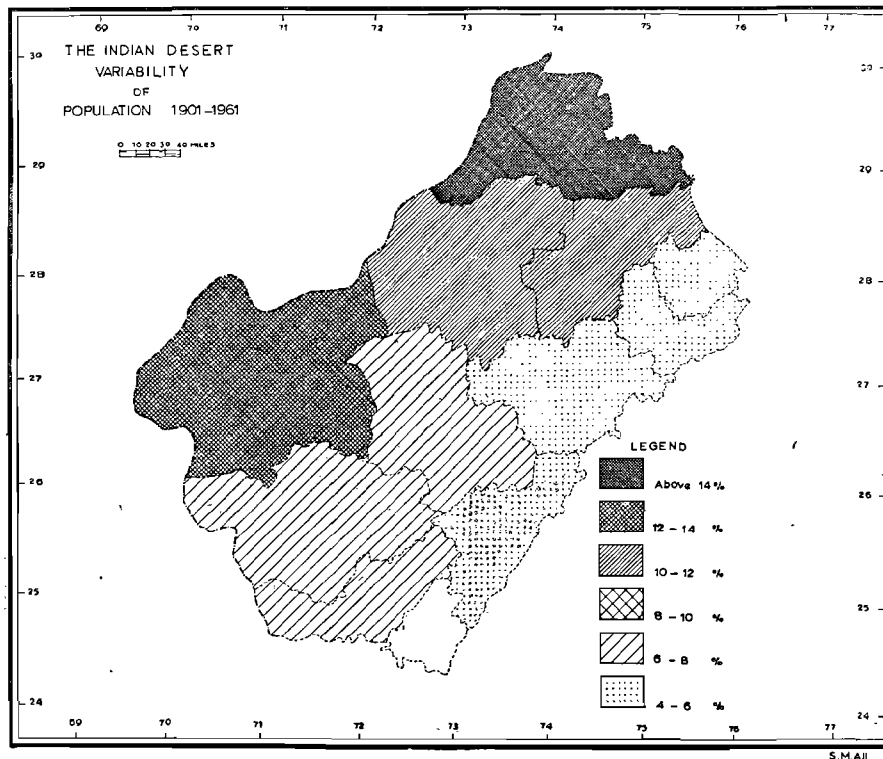 69 70 71 72 73 74 75 76 77
THE INDIAN DESERT
VARIABILITY
OF
POPULATION 1901-1961
0 10 20 30 40 MILES
30 30
29 29
28 28
27 27
26 26
25 25
24 24
LEGEND
Above 14%
12 - 14 %
10 - 12 %
8 - 10 %
6 - 8 %
4 - 6 %
69 70 71 72 73 74 75 76 77
S.M.ALI